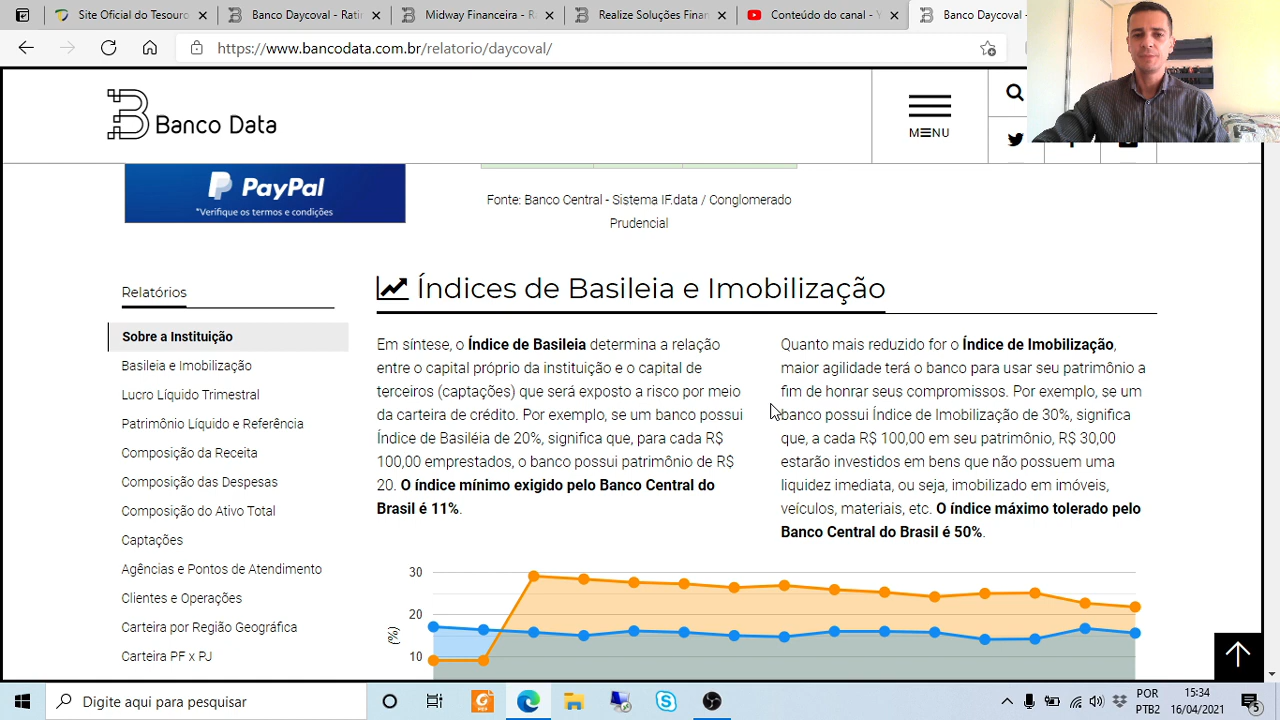 Site Oficial do Tesouro
Banco Daycoval - Rati
Midway Financeira - R
Realize Soluções Finan
Conteúdo do canal - Y
Banco Daycoval -
https://www.bancodata.com.br/relatorio/daycoval/
Banco Data
MENU
PayPal
*Verifique os termos e condições
Fonte: Banco Central - Sistema IF.data / Conglomerado
Prudencial
Relatórios
Sobre a Instituição
Basileia e Imobilização
Lucro Líquido Trimestral
Patrimônio Líquido e Referência
Composição da Receita
Composição das Despesas
Composição do Ativo Total
Captações
Agências e Pontos de Atendimento
Clientes e Operações
Carteira por Região Geográfica
Carteira PF x PJ
Índices de Basileia e Imobilização
Em síntese, o Índice de Basileia determina a relação
entre o capital próprio da instituição e o capital de
terceiros (captações) que será exposto a risco por meio
da carteira de crédito. Por exemplo, se um banco possui
Índice de Basiléia de 20%, significa que, para cada R$
100,00 emprestados, o banco possui patrimônio de R$
20. O índice mínimo exigido pelo Banco Central do
Brasil é 11%.
Quanto mais reduzido for o Índice de Imobilização,
maior agilidade terá o banco para usar seu patrimônio a
fim de honrar seus compromissos. Por exemplo, se um
banco possui Índice de Imobilização de 30%, significa
que, a cada R$ 100,00 em seu patrimônio, R$ 30,00
estarão investidos em bens que não possuem uma
liquidez imediata, ou seja, imobilizado em imóveis,
veículos, materiais, etc. O índice máximo tolerado pelo
Banco Central do Brasil é 50%.
30
20
10
(%)
Digite aqui para pesquisar
POR
PTB2
5:34
16/04/2021
5